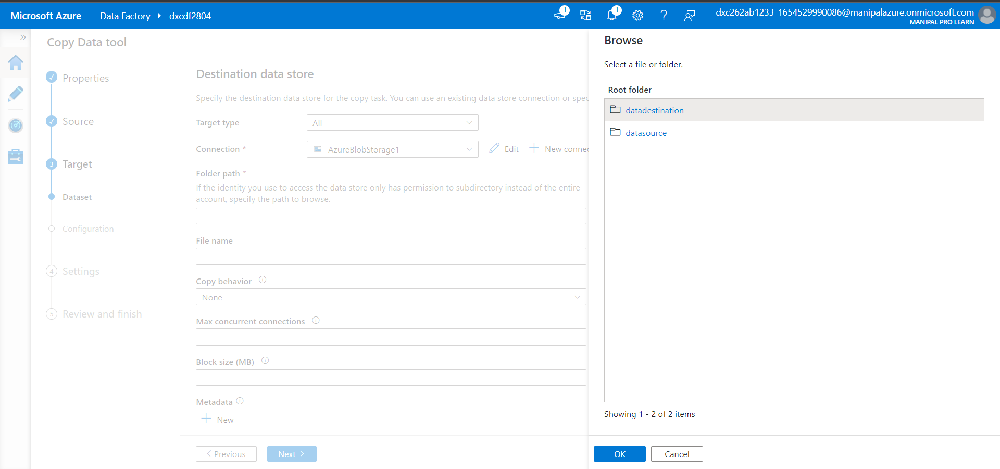 Microsoft Azure
Data Factory
dxcdf2804
1
1
dxc262ab1233_1654529990086@manipalazure.onmicrosoft.com
MANIPAL PRO LEARN
Copy Data tool
Properties
Source
3
Target
Dataset
Configuration
4
Settings
5
Review and finish
Destination data store
Specify the destination data store for the copy task. You can use an existing data store connection or spec
Target type
All
Connection *
AzureBlobStorage1
Edit
New connec
Folder path *
If the identity you use to access the data store only has permission to subdirectory instead of the entire
account, specify the path to browse.
File name
Copy behavior
None
Max concurrent connections
Block size (MB)
Metadata
New
Previous
Next
Browse
Select a file or folder.
Root folder
datadestination
datasource
Showing 1 - 2 of 2 items
OK
Cancel